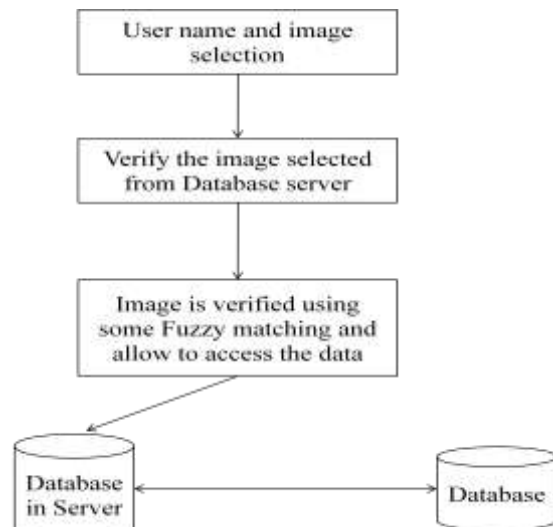 User name and image
selection
Verify the image selected
from Database server
Image is verified using
some Fuzzy matching and
allow to access the data
Database
in Server
Database